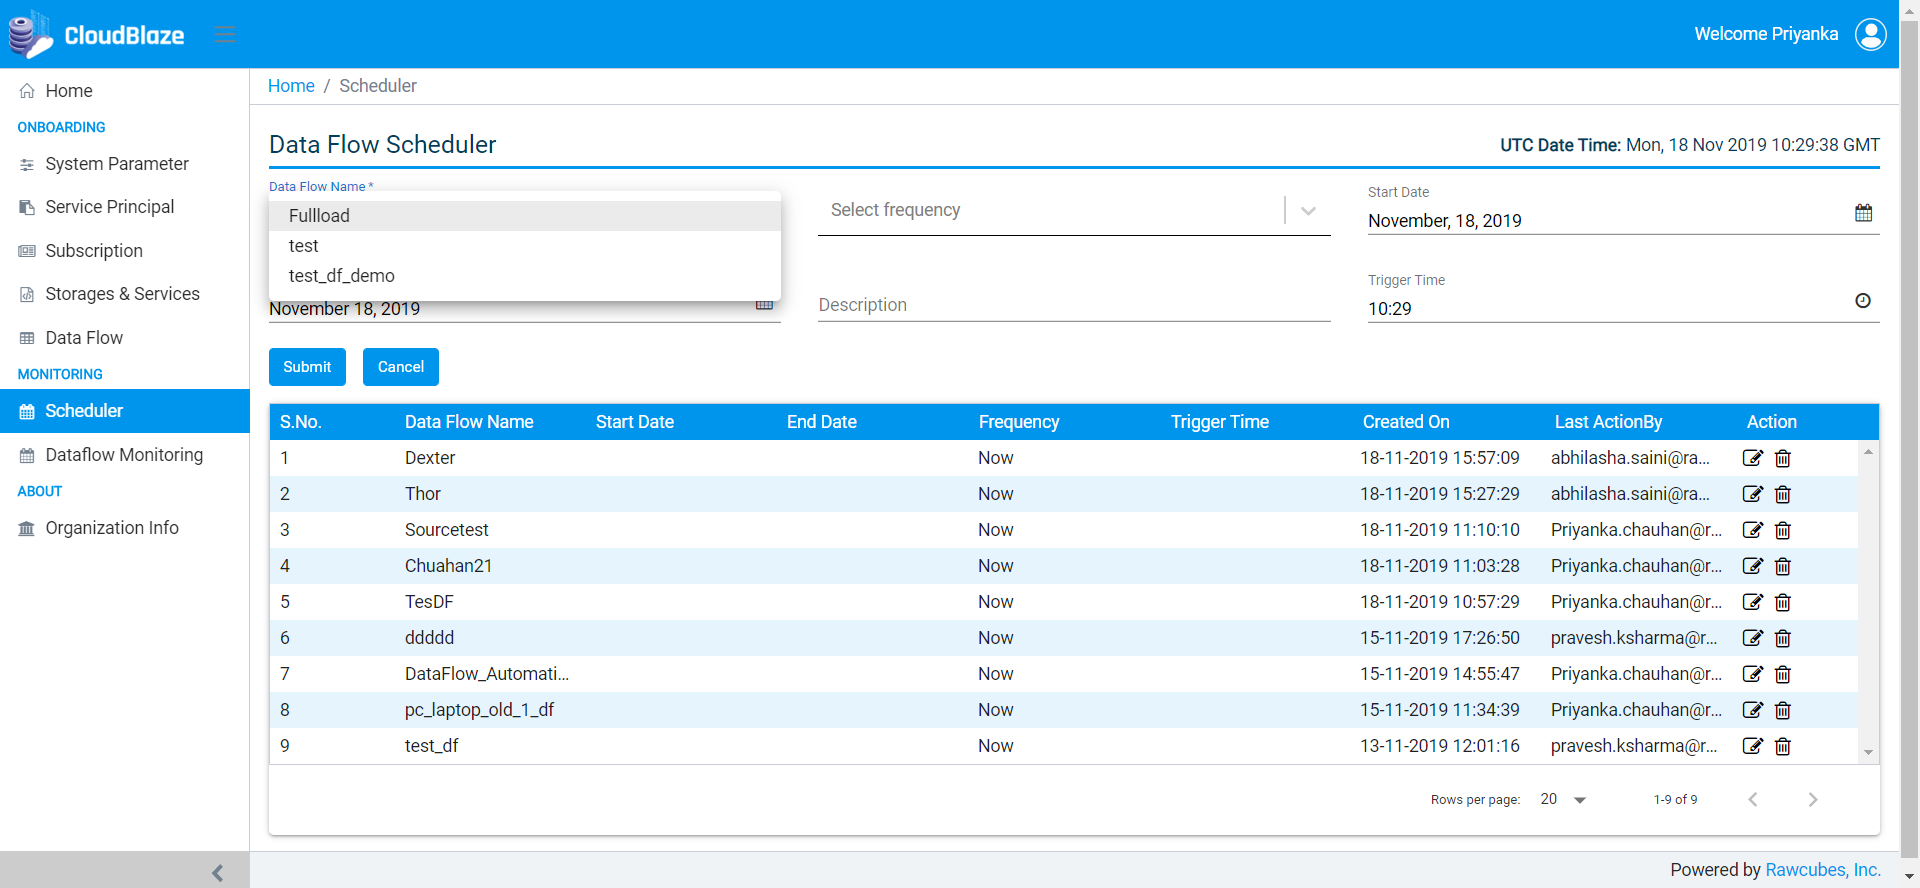 CloudBlaze
Welcome Priyanka
Home
ONBOARDING
System Parameter
Service Principal
Subscription
Storages & Services
Data Flow
MONITORING
Scheduler
Dataflow Monitoring
ABOUT
Organization Info
Home / Scheduler
Data Flow Scheduler
UTC Date Time: Mon, 18 Nov 2019 10:29:38 GMT
Data Flow Name *
Fullload
test
test_df_demo
Select frequency
Start Date
November, 18, 2019
November 18, 2019
Description
Trigger Time
10:29
Submit Cancel
S.No. Data Flow Name Start Date End Date Frequency Trigger Time Created On Last ActionBy Action
1 Dexter Now 18-11-2019 15:57:09 abhilasha.saini@ra...
2 Thor Now 18-11-2019 15:27:29 abhilasha.saini@ra...
3 Sourcetest Now 18-11-2019 11:10:10 Priyanka.chauhan@r...
4 Chuahan21 Now 18-11-2019 11:03:28 Priyanka.chauhan@r...
5 TesDF Now 18-11-2019 10:57:29 Priyanka.chauhan@r...
6 ddddd Now 15-11-2019 17:26:50 pravesh.ksharma@r...
7 DataFlow_Automati... Now 15-11-2019 14:55:47 Priyanka.chauhan@r...
8 pc_laptop_old_1_df Now 15-11-2019 11:34:39 Priyanka.chauhan@r...
9 test_df Now 13-11-2019 12:01:16 pravesh.ksharma@r...
Rows per page: 20 1-9 of 9
Powered by Rawcubes, Inc.